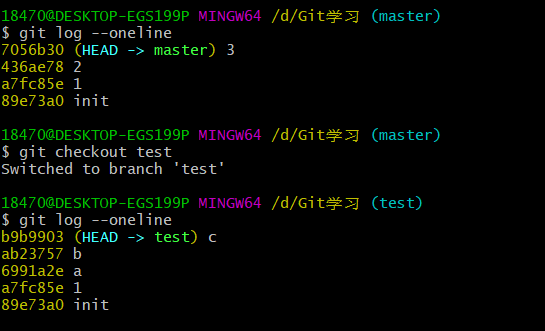 18470@DESKTOP-EGS199P MINGW64 /d/Git学习 (master)
$ git log --oneline
7056b30 (HEAD -> master) 3
436ae78 2
a7fc85e 1
89e73a0 init
18470@DESKTOP-EGS199P MINGW64 /d/Git学习 (master)
$ git checkout test
Switched to branch 'test'
18470@DESKTOP-EGS199P MINGW64 /d/Git学习 (test)
$ git log --oneline
b9b9903 (HEAD -> test) c
ab23757 b
6991a2e a
a7fc85e 1
89e73a0 init